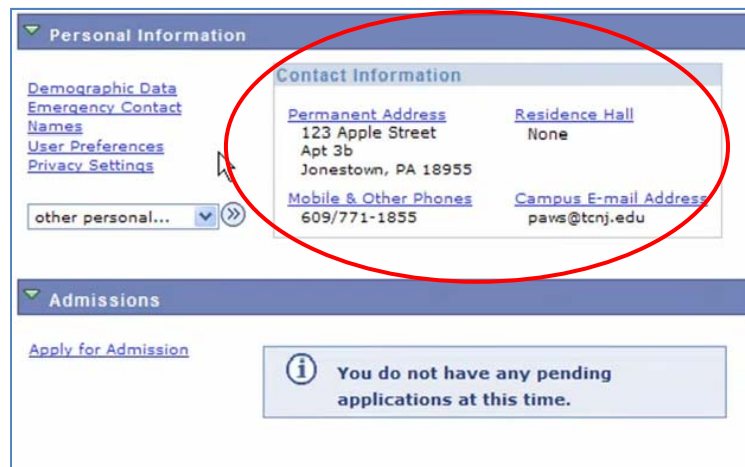 Personal Information
Demographic Data
Emergency Contact
Names
User Preferences
Privacy Settings
other personal...
Contact Information
Permanent Address
123 Apple Street
Apt 3b
Jonestown, PA 18955
Residence Hall
None
Mobile & Other Phones
609/771-1855
Campus E-mail Address
paws@tcnj.edu
Admissions
Apply for Admission
You do not have any pending
applications at this time.